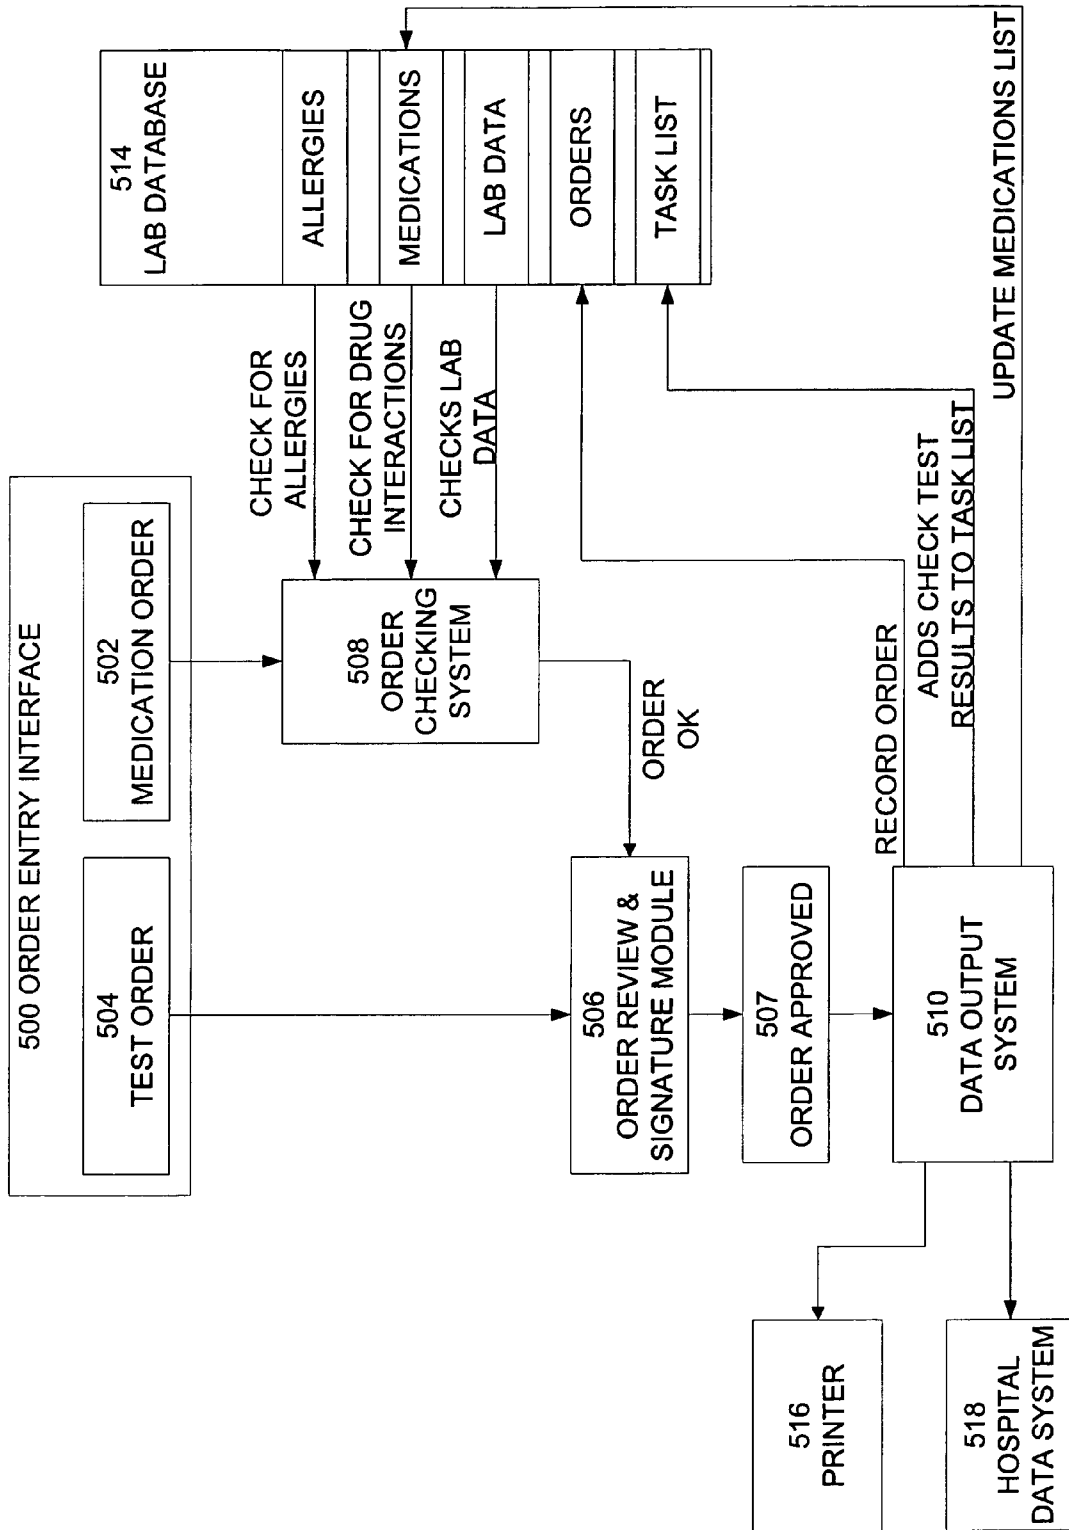 500 ORDER ENTRY INTERFACE
504
TEST ORDER
502
MEDICATION ORDER
514
LAB DATABASE
ALLERGIES
MEDICATIONS
LAB DATA
ORDERS
TASK LIST
CHECK FOR
ALLERGIES
CHECK FOR DRUG
INTERACTIONS
CHECKS LAB
DATA
508
ORDER
CHECKING
SYSTEM
ORDER
OK
506
ORDER REVIEW &
SIGNATURE MODULE
507
ORDER APPROVED
510
DATA OUTPUT
SYSTEM
RECORD ORDER
ADDS CHECK TEST
RESULTS TO TASK LIST
UPDATE MEDICATIONS LIST
516
PRINTER
518
HOSPITAL
DATA SYSTEM